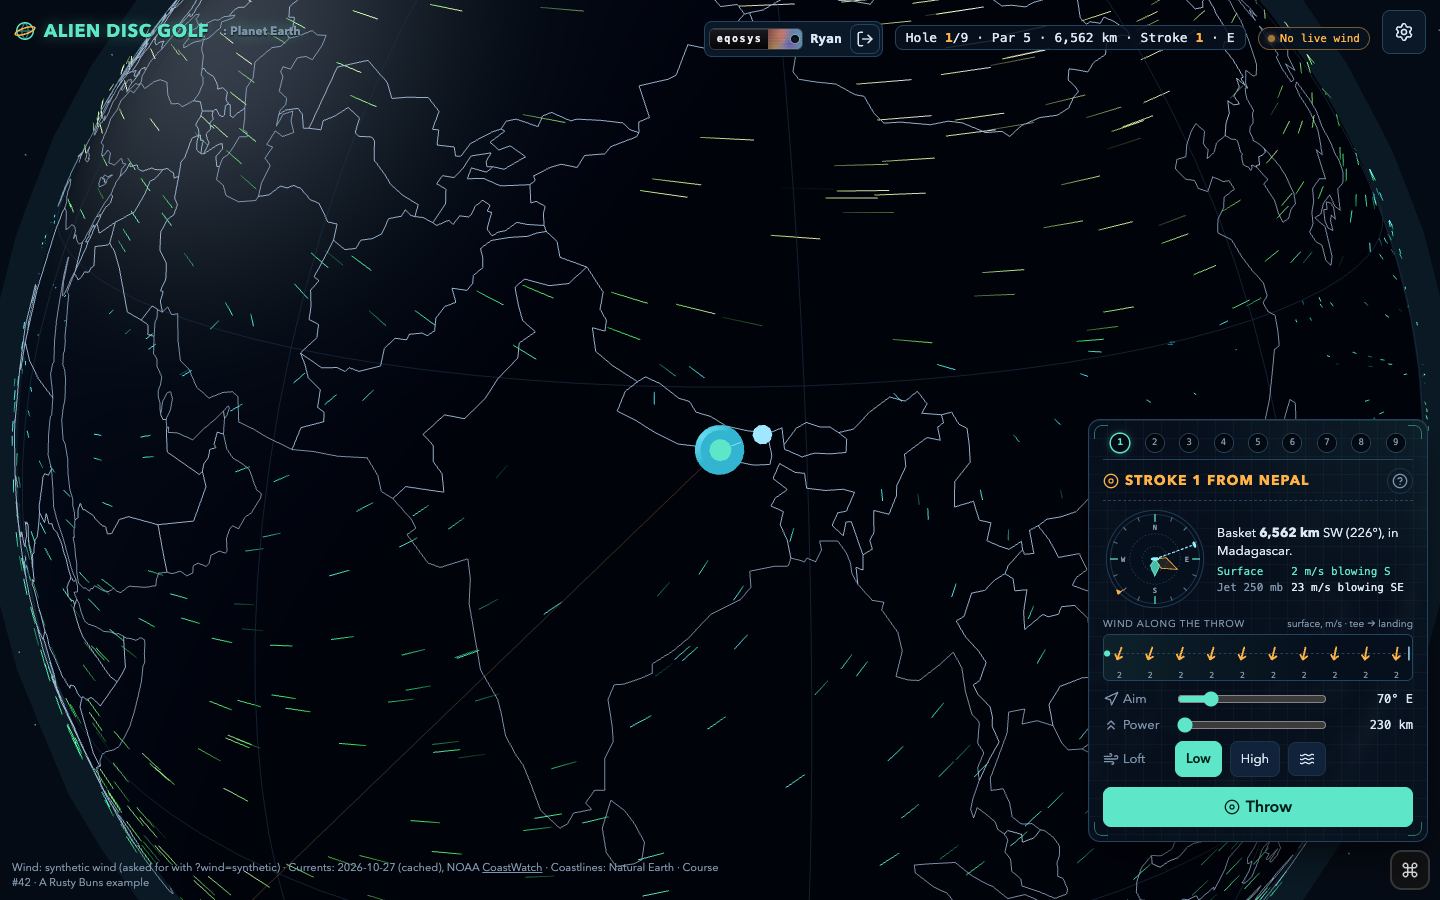 ALIEN DISC GOLF .: Planet Earth
eqosys Ryan
Hole 1/9 · Par 5 · 6,562 km · Stroke 1 · E
No live wind
1 2 3 4 5 6 7 8 9
STROKE 1 FROM NEPAL
?
N
W E
S
Basket 6,562 km SW (226°), in
Madagascar.
Surface 2 m/s blowing S
Jet 250 mb 23 m/s blowing SE
WIND ALONG THE THROW surface, m/s · tee → landing
2 2 2 2 2 2 2 2 2 2
Aim 70° E
Power 230 km
Loft Low High
Throw
Wind: synthetic wind (asked for with ?wind=synthetic) · Currents: 2026-10-27 (cached), NOAA CoastWatch · Coastlines: Natural Earth · Course
#42 · A Rusty Buns example